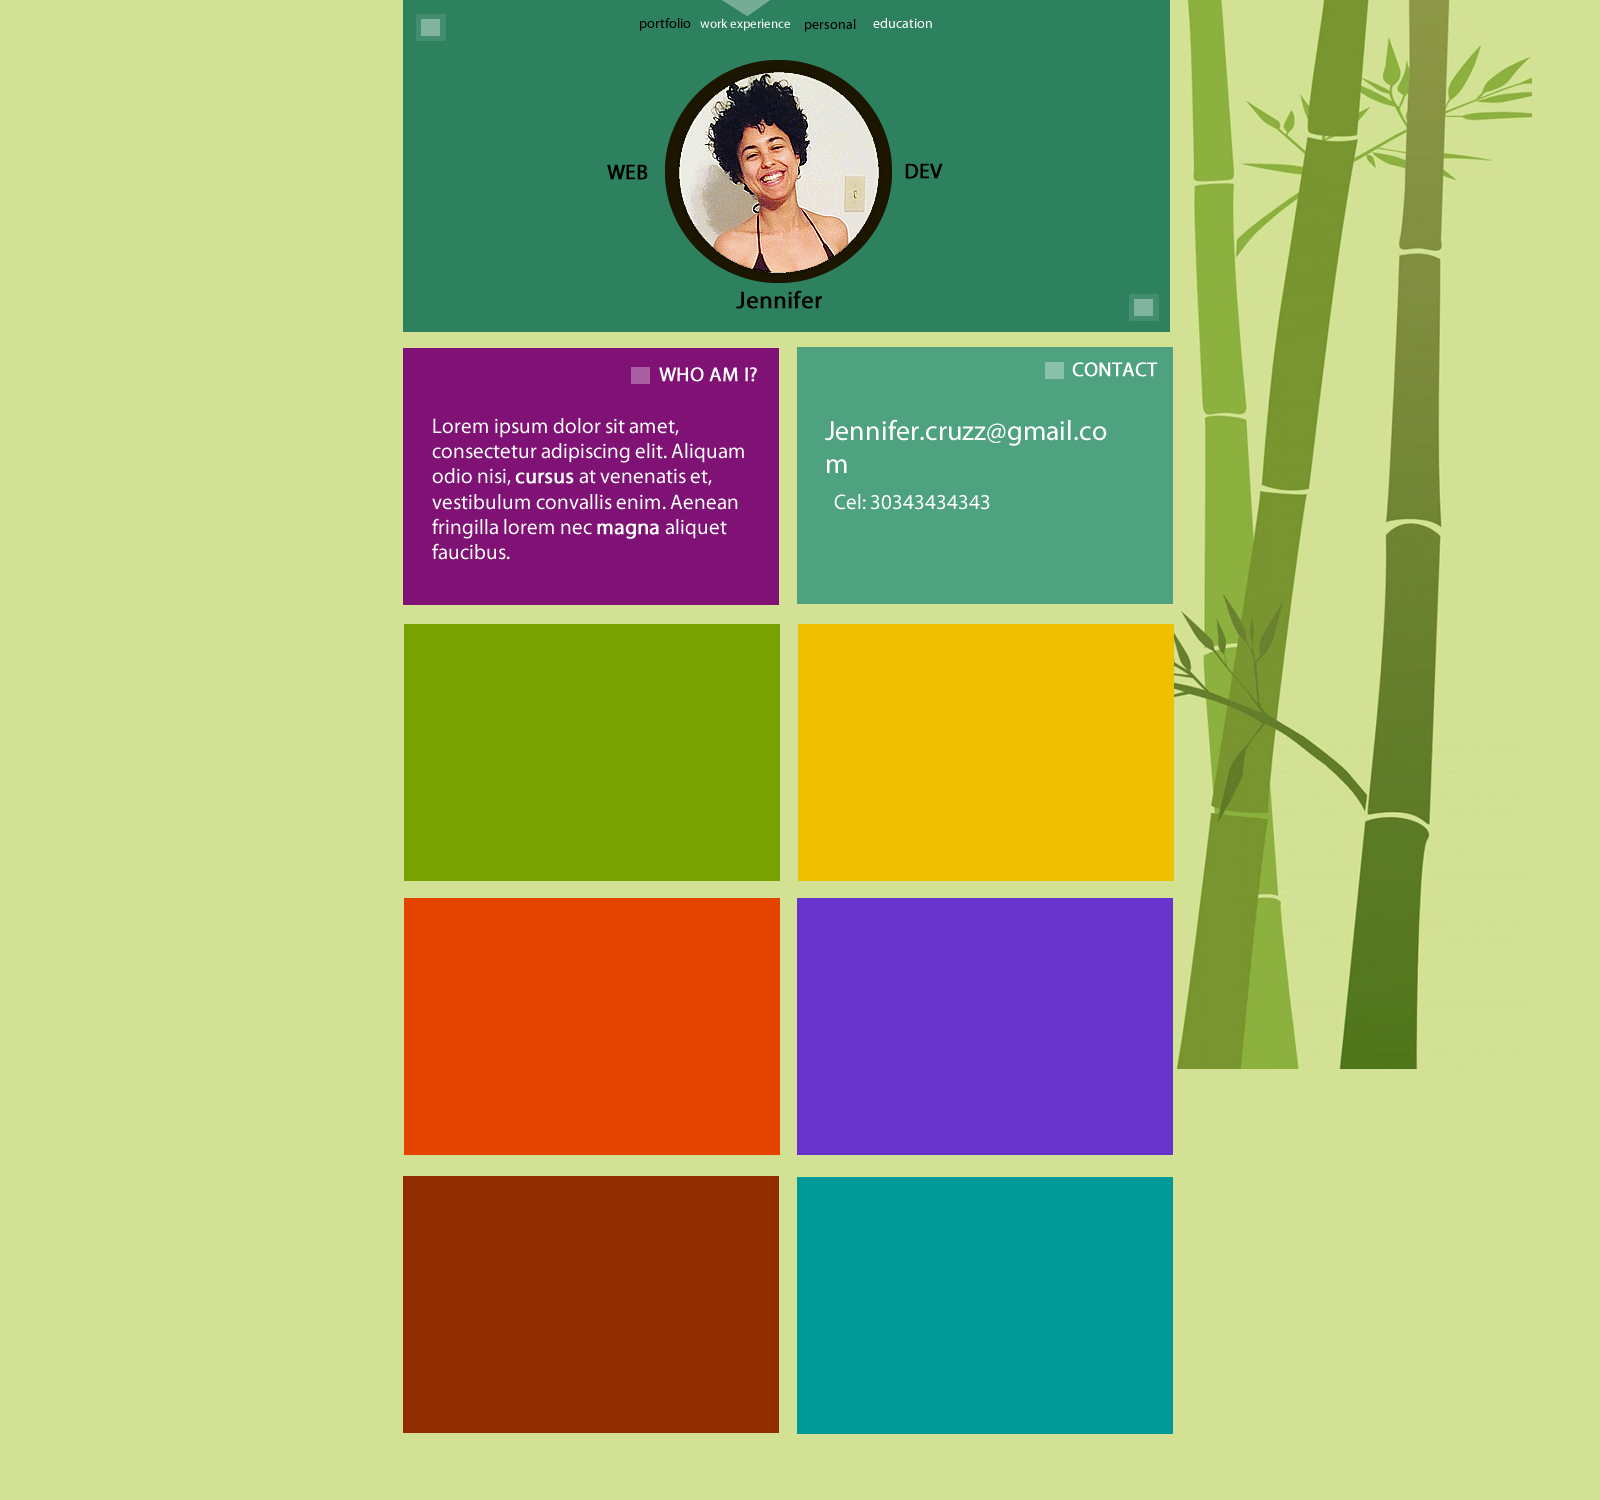 portfolio work experience personal education
WEB
DEV
Jennifer
WHO AM I?
Lorem ipsum dolor sit amet,
consectetur adipiscing elit. Aliquam
odio nisi, cursus at venenatis et,
vestibulum convallis enim. Aenean
fringilla lorem nec magna aliquet
faucibus.
CONTACT
Jennifer.cruzz@gmail.co
m
Cel: 30343434343